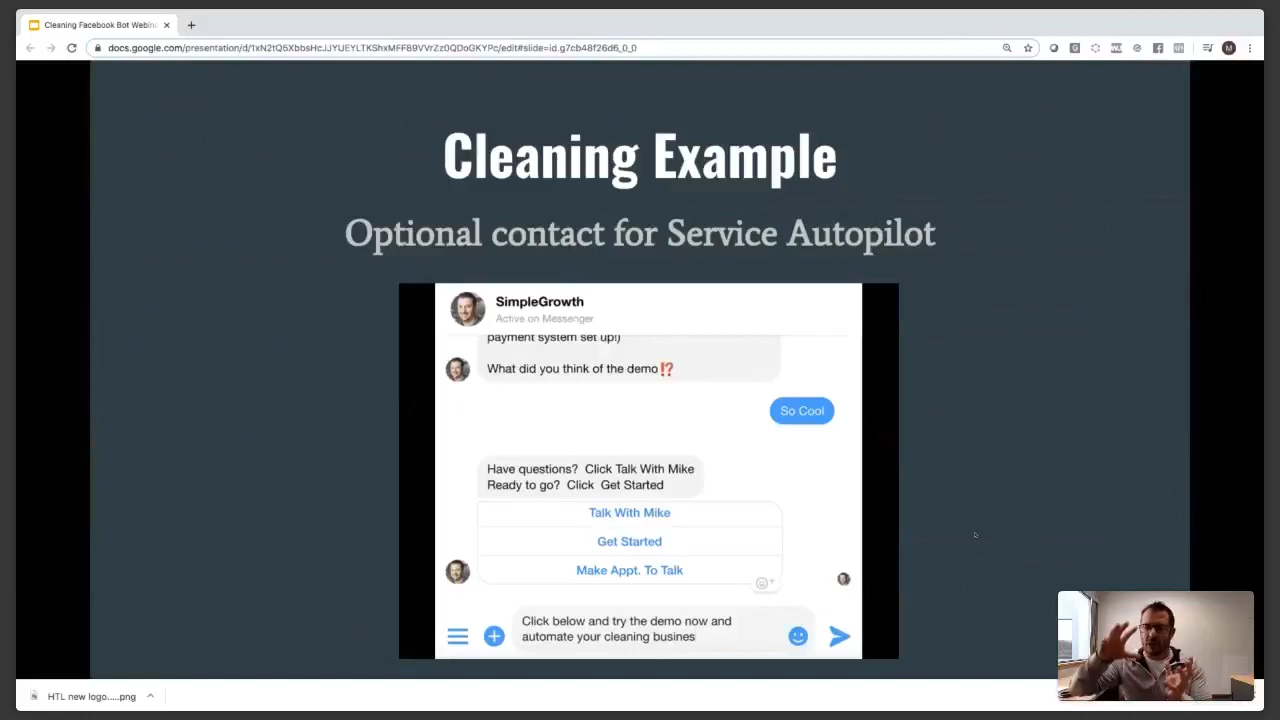 Cleaning Facebook Bot Webina
docs.google.com/presentation/d/1xN2tQ5XbbsHcJJYUEYLTKShxMFF89VVrZz0QDoGKYPc/edit#slide=id.g7cb48f26d6_0_0
M
Cleaning Example
Optional contact for Service Autopilot
SimpleGrowth
Active on Messenger
payment system set up!)
What did you think of the demo⁉️
So Cool
Have questions? Click Talk With Mike
Ready to go? Click Get Started
Talk With Mike
Get Started
Make Appt. To Talk
Click below and try the demo now and
automate your cleaning busines
HTL new logo.....png